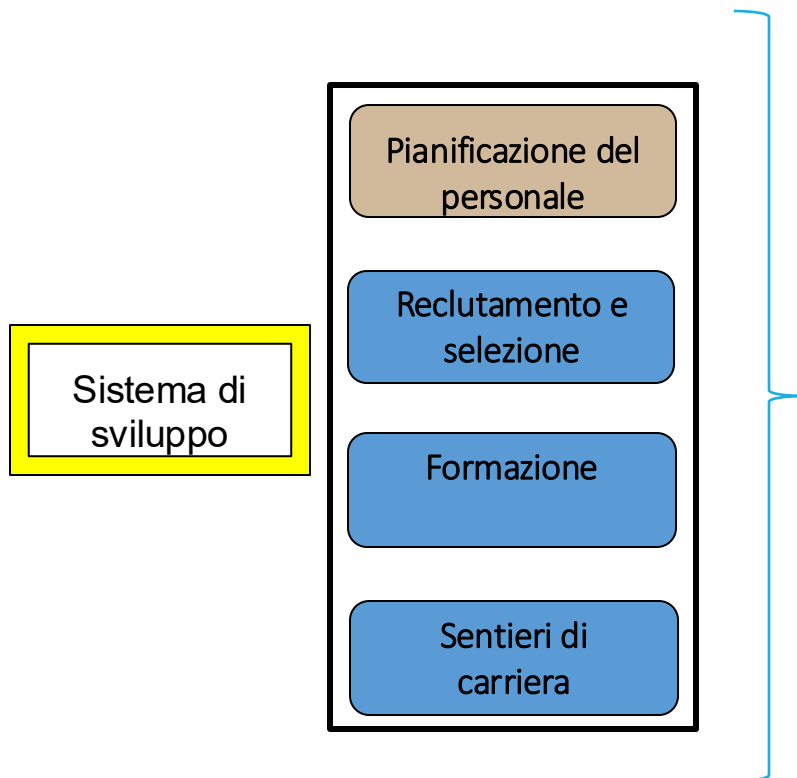 Pianificazione del
personale
Reclutamento e
selezione
Sistema di
sviluppo
Formazione
Sentieri di
carriera